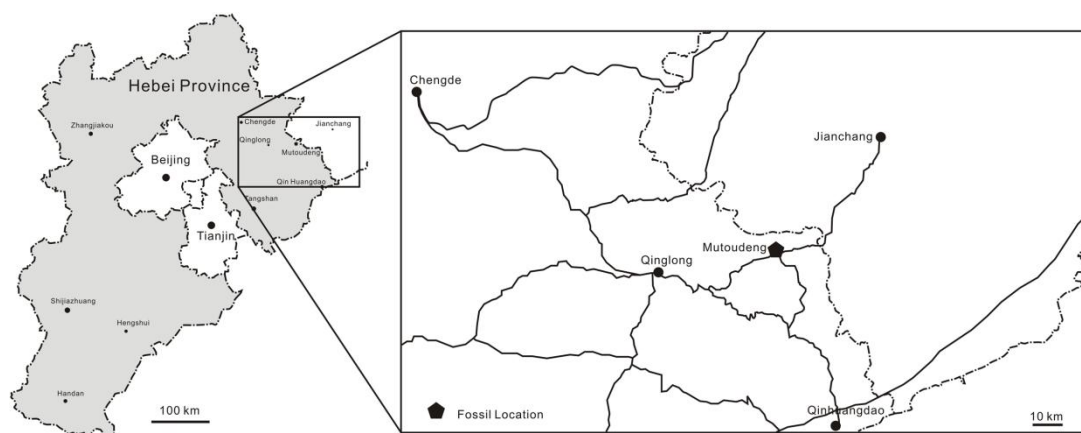 Hebei Province
Zhangjiakou
Beijing
Tianjin
Chengde
Qinglong
Jianchang
Mutoudeng
Qin Huangdao
Tangshan
Shijiazhuang
Hengshui
Handan
100 km
Chengde
Jianchang
Mutoudeng
Qinglong
Qinhuangdao
Fossil Location
10 km